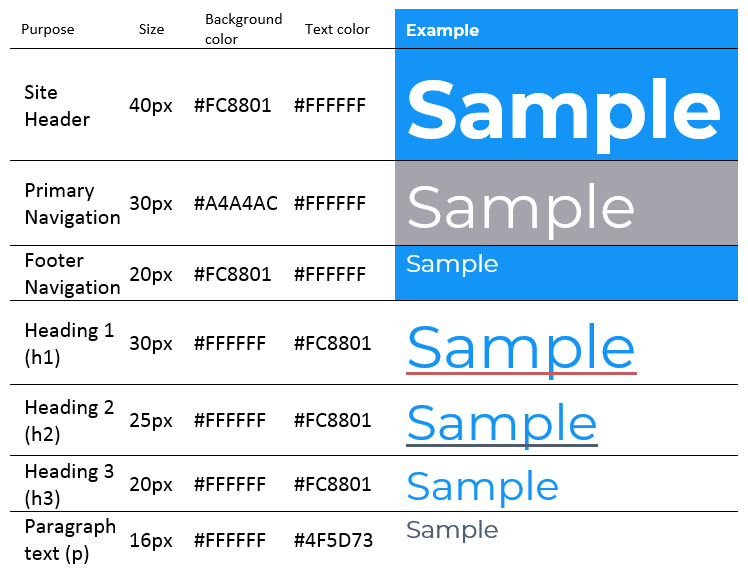 Purpose Size Background color Text color Example
Site Header 40px #FC8801 #FFFFFF Sample
Primary Navigation 30px #A4A4AC #FFFFFF Sample
Footer Navigation 20px #FC8801 #FFFFFF Sample
Heading 1 (h1) 30px #FFFFFF #FC8801 Sample
Heading 2 (h2) 25px #FFFFFF #FC8801 Sample
Heading 3 (h3) 20px #FFFFFF #FC8801 Sample
Paragraph text (p) 16px #FFFFFF #4F5D73 Sample